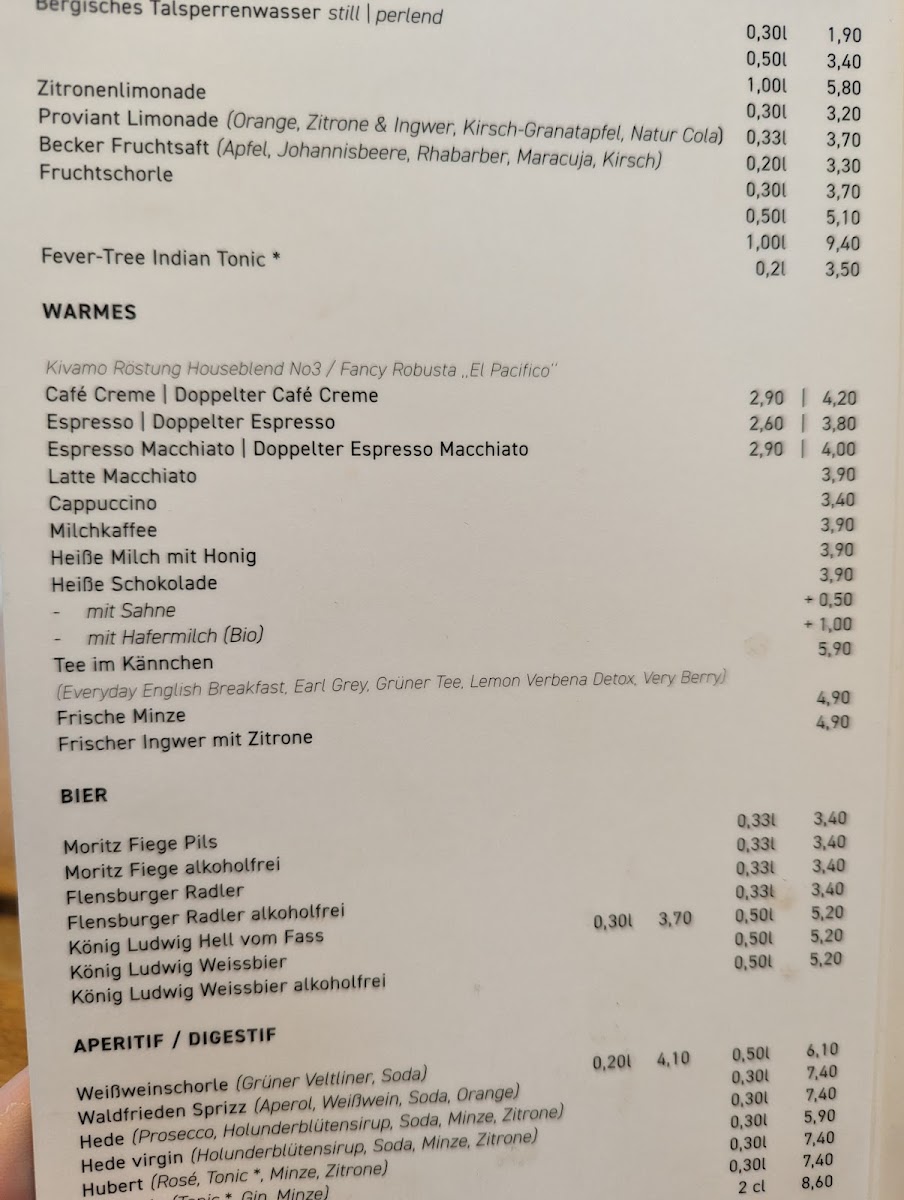 Bergisches Talsperrenwasser still | perlend 0,30l 1,90
0,50l 3,40
1,00l 5,80
Zitronenlimonade 0,30l 3,20
Proviant Limonade (Orange, Zitrone & Ingwer, Kirsch-Granatapfel, Natur Cola) 0,33l 3,70
Becker Fruchtsaft (Apfel, Johannisbeere, Rhabarber, Maracuja, Kirsch) 0,20l 3,30
Fruchtschorle 0,30l 3,70
0,50l 5,10
1,00l 9,40
Fever-Tree Indian Tonic * 0,2l 3,50
WARMES
Kivamo Röstung Houseblend No3 / Fancy Robusta „El Pacifico“
Café Creme | Doppelter Café Creme 2,90 | 4,20
Espresso | Doppelter Espresso 2,60 | 3,80
Espresso Macchiato | Doppelter Espresso Macchiato 2,90 | 4,00
Latte Macchiato 3,90
Cappuccino 3,40
Milchkaffee 3,90
Heiße Milch mit Honig 3,90
Heiße Schokolade 3,90
- mit Sahne + 0,50
- mit Hafermilch (Bio) + 1,00
Tee im Kännchen 5,90
(Everyday English Breakfast, Earl Grey, Grüner Tee, Lemon Verbena Detox, Very Berry)
Frische Minze 4,90
Frischer Ingwer mit Zitrone 4,90
BIER
Moritz Fiege Pils 0,33l 3,40
Moritz Fiege alkoholfrei 0,33l 3,40
Flensburger Radler 0,33l 3,40
Flensburger Radler alkoholfrei 0,33l 3,40
König Ludwig Hell vom Fass 0,30l 3,70 0,50l 5,20
König Ludwig Weissbier 0,50l 5,20
König Ludwig Weissbier alkoholfrei 0,50l 5,20
APERITIF / DIGESTIF
Weißweinschorle (Grüner Veltliner, Soda) 0,20l 4,10 0,50l 6,10
Waldfrieden Sprizz (Aperol, Weißwein, Soda, Orange) 0,30l 7,40
Hede (Prosecco, Holunderblütensirup, Soda, Minze, Zitrone) 0,30l 7,40
Hede virgin (Holunderblütensirup, Soda, Minze, Zitrone) 0,30l 5,90
Hubert (Rosé, Tonic *, Minze, Zitrone) 0,30l 7,40
(Tonic *, Gin, Minze) 0,30l 7,40
2 cl 8,60